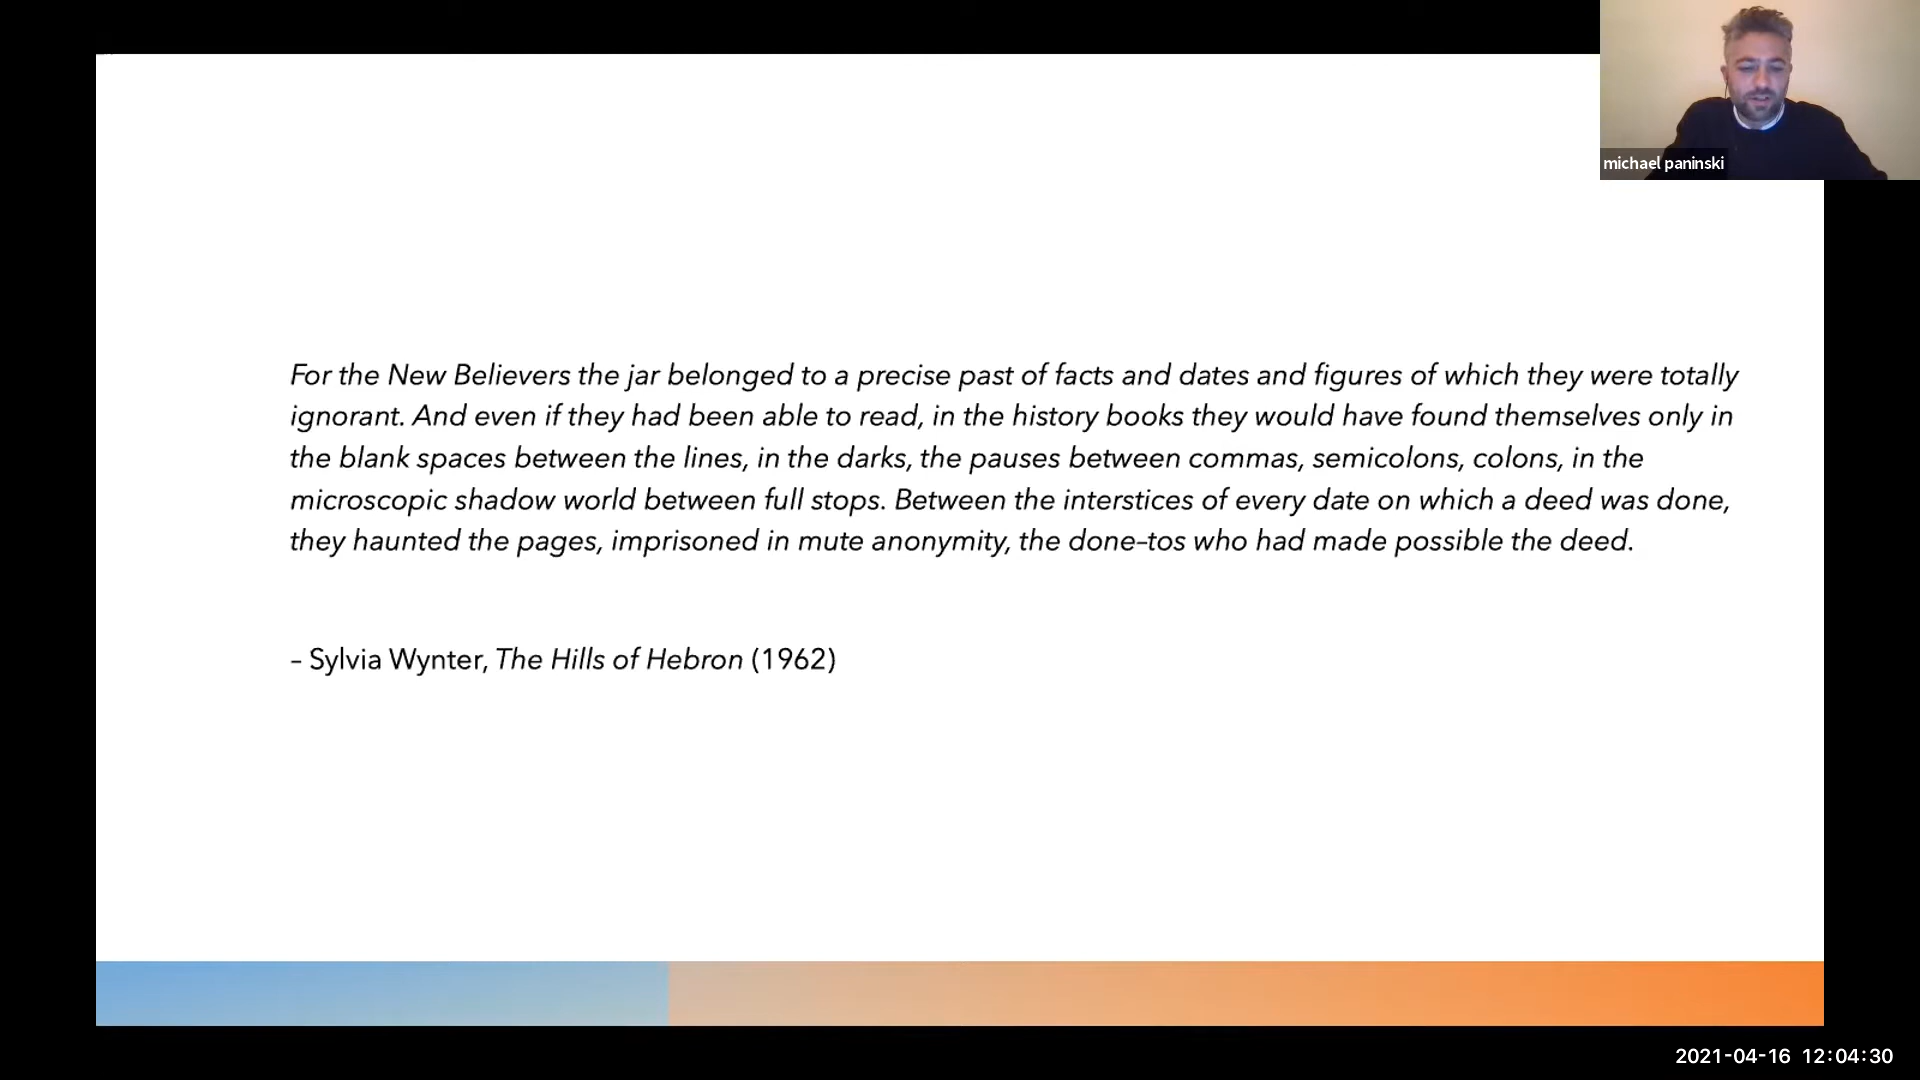 michael paninski
For the New Believers the jar belonged to a precise past of facts and dates and figures of which they were totally
ignorant. And even if they had been able to read, in the history books they would have found themselves only in
the blank spaces between the lines, in the darks, the pauses between commas, semicolons, colons, in the
microscopic shadow world between full stops. Between the interstices of every date on which a deed was done,
they haunted the pages, imprisoned in mute anonymity, the done–tos who had made possible the deed.
– Sylvia Wynter, The Hills of Hebron (1962)
2021-04-16 12:04:30